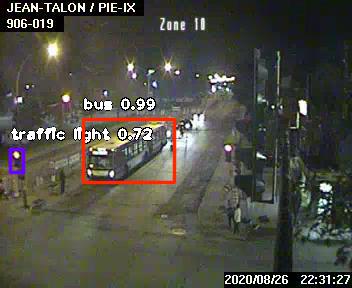 JEAN-TALON / PIE-IX
906-019
Zone 10
bus 0.99
traffic light 0.72
2020/08/26 22:31:27